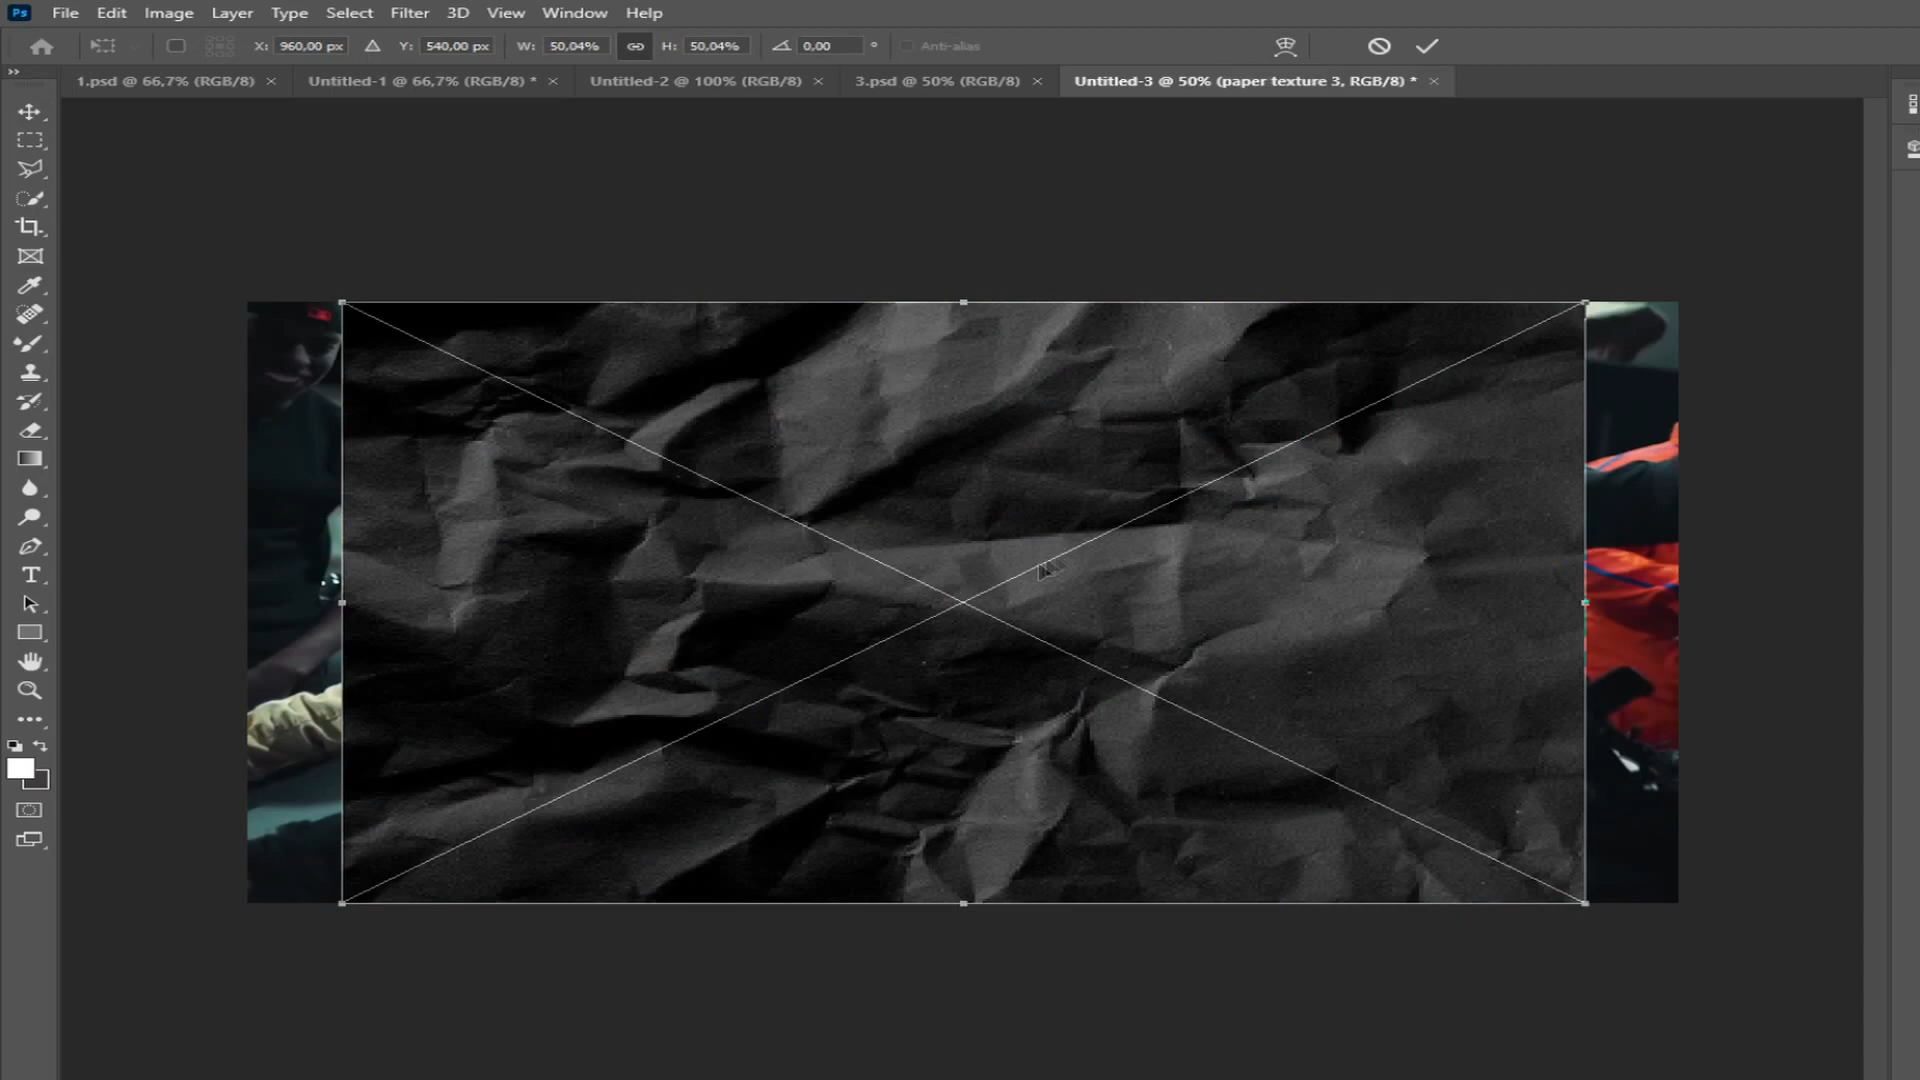 Ps File Edit Image Layer Type Select Filter 3D View Window Help
X: 960,00 px Y: 540,00 px W: 50,04% H: 50,04% 0,00 ° Anti-alias
1.psd @ 66,7% (RGB/8) × Untitled-1 @ 66,7% (RGB/8) * × Untitled-2 @ 100% (RGB/8) × 3.psd @ 50% (RGB/8) × Untitled-3 @ 50% (paper texture 3, RGB/8) * ×